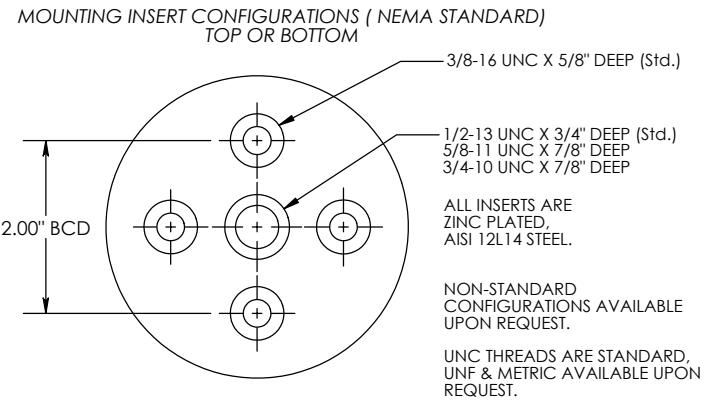 MOUNTING INSERT CONFIGURATIONS ( NEMA STANDARD)
TOP OR BOTTOM
3/8-16 UNC X 5/8" DEEP (Std.)
1/2-13 UNC X 3/4" DEEP (Std.)
5/8-11 UNC X 7/8" DEEP
3/4-10 UNC X 7/8" DEEP
2.00" BCD
ALL INSERTS ARE
ZINC PLATED,
AISI 12L14 STEEL.
NON-STANDARD
CONFIGURATIONS AVAILABLE
UPON REQUEST.
UNC THREADS ARE STANDARD,
UNF & METRIC AVAILABLE UPON
REQUEST.